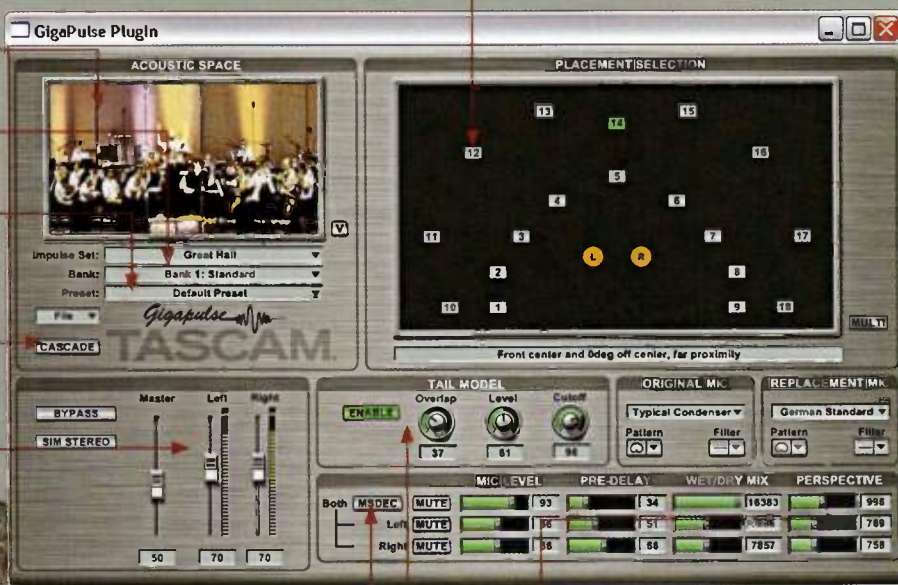 GigaPulse PlugIn
ACOUSTIC SPACE
Impulse Set: Great Hall
Bank: Bank 1: Standard
Preset: Default Preset
File
Gigapulse
CASCADE
TASCAM
PLACEMENT SELECTION
13 15
14
12 16
5
4 6
11 3 7 17
L R
2 8
10 1 9 18
MULTI
Front center and 0deg off center, far proximity
BYPASS
SIM STEREO
Master Left Right
50 70 70
TAIL MODEL
ENABLE
Overlap Level Cutoff
37 61 98
ORIGINAL MIC
Typical Condenser
Pattern Filter
REPLACEMENT MIC
German Standard
Pattern Filter
MIC LEVEL PRE-DELAY WET/DRY MIX PERSPECTIVE
Both MSDEC MUTE 93 34 16383 998
Left MUTE 51 789
Right MUTE 68 7857 758